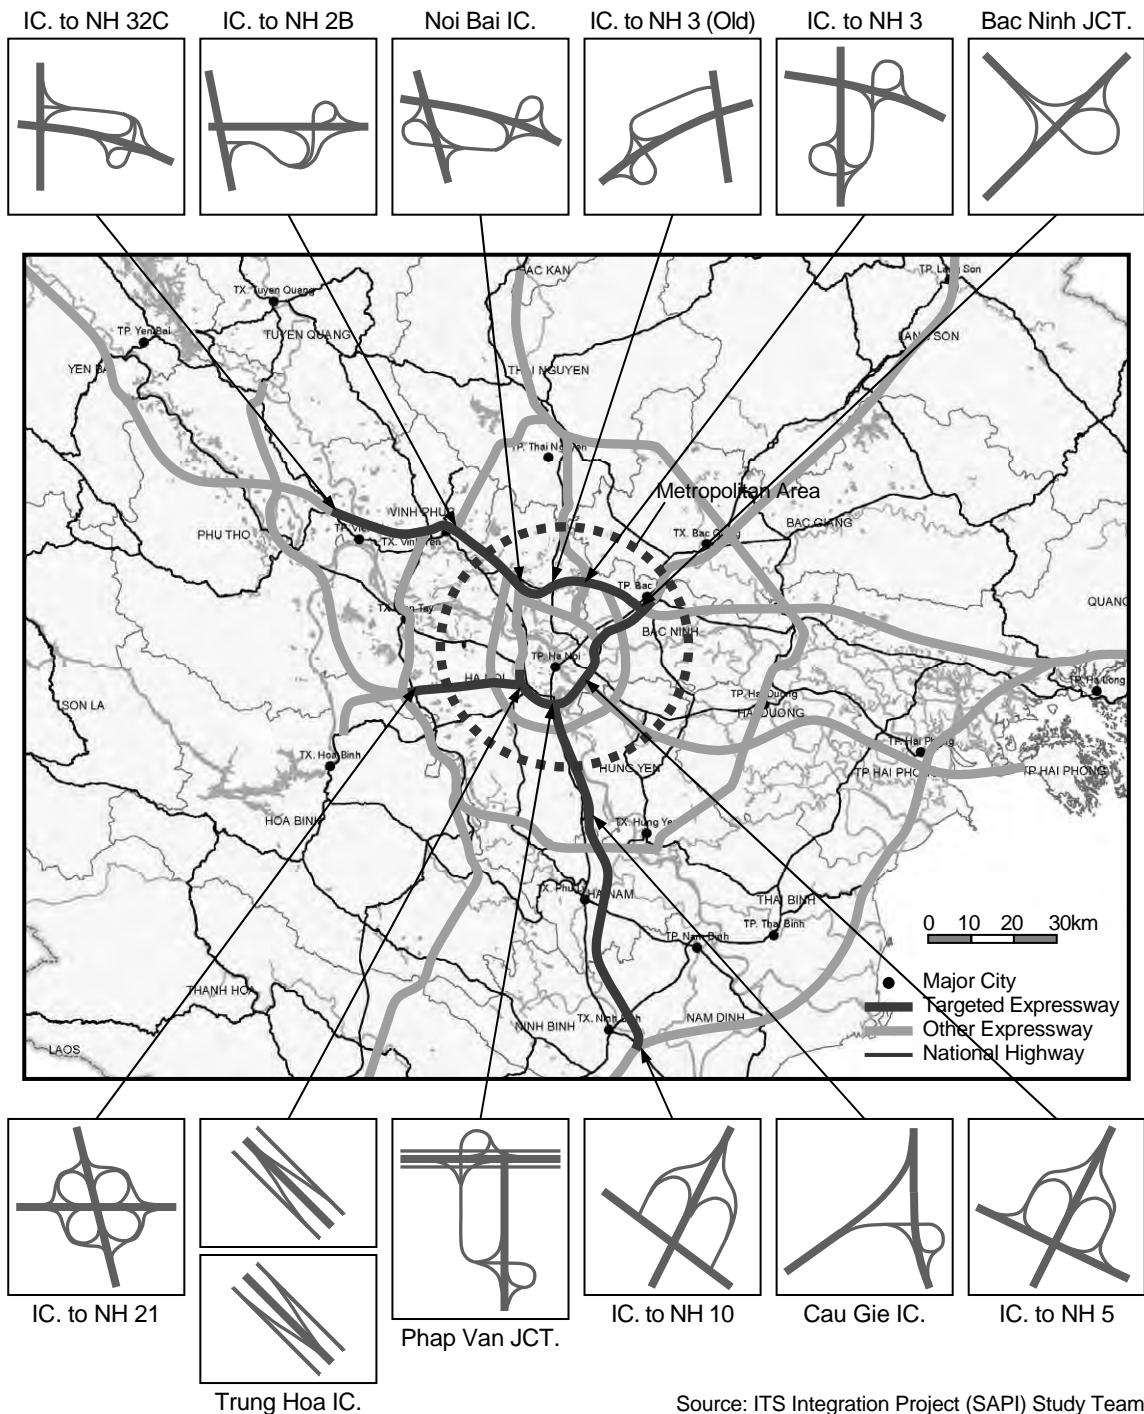 IC. to NH 32C
IC. to NH 2B
Noi Bai IC.
IC. to NH 3 (Old)
IC. to NH 3
Bac Ninh JCT.
BAC KAN
TP. Lang Son
TX. Tuyen Quang
TP. Yen Bai
TUYEN QUANG
LANG SON
YEN BAI
THAI NGUYEN
TP. Thai Nguyen
Metropolitan Area
VINH PHUC
PHU THO
TP. Viet
TX. Vinh Yen
BAC GIANG
TX. Bac Giang
TP. Bac
QUANG
TX. Son Tay
BAC NINH
TP. Ha Noi
HA NOI
TP. Ha Long
TP. Hai Duong
HAI DUONG
SON LA
TX. Hoa Binh
TP. Hai Phong
TP HAI PHONG
TP HAI PHONG
HUNG YEN
HOA BINH
TX. Hung Yen
TX. Phu Ly
HA NAM
THAI BINH
TP. Thai Binh
TP. Nam Dinh
0 10 20 30km
THANH HOA
Major City
Targeted Expressway
TX. Ninh Binh
NINH BINH
NAM DINH
Other Expressway
LAOS
National Highway
IC. to NH 21
Trung Hoa IC.
Phap Van JCT.
IC. to NH 10
Cau Gie IC.
IC. to NH 5
Source: ITS Integration Project (SAPI) Study Team